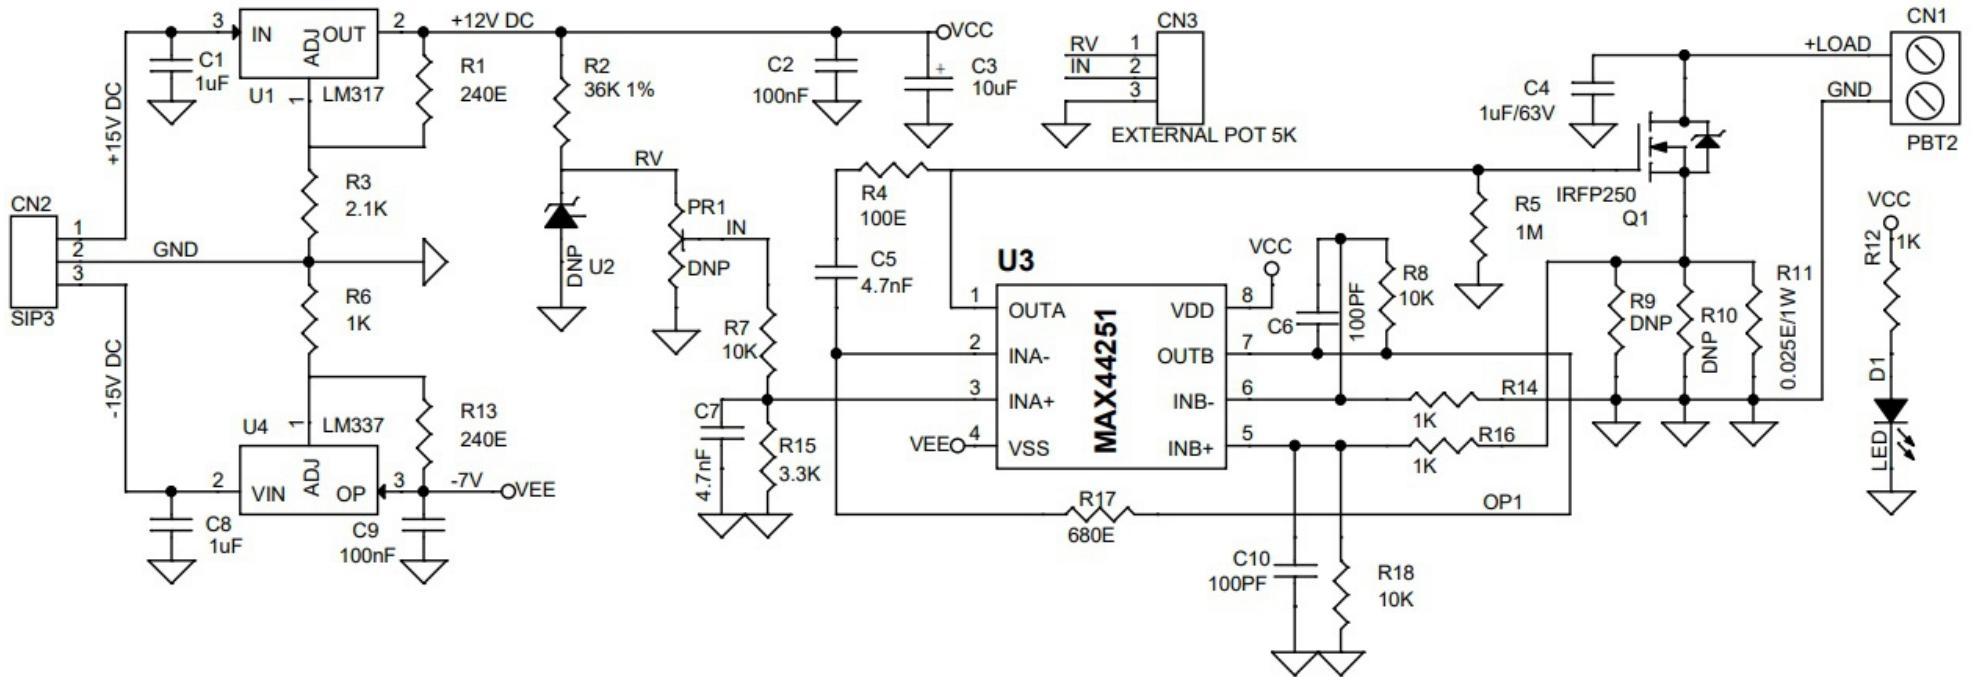 3
IN
ADJ
OUT
2
+12V DC
VCC
C1
1uF
U1
1
LM317
R1
240E
R2
36K 1%
C2
100nF
+
C3
10uF
CN3
RV 1
IN 2
3
EXTERNAL POT 5K
CN1
+LOAD
GND
PBT2
C4
1uF/63V
+15V DC
R3
2.1K
CN2
1
2
3
GND
SIP3
R6
1K
-15V DC
RV
PR1
IN
DNP
DNP
U2
R4
100E
C5
4.7nF
R7
10K
IRFP250
Q1
R5
1M
VCC
R12
1K
D1
LED
U3
MAX44251
1
OUTA
2
INA-
3
INA+
4
VSS
VEE
8
VDD
7
OUTB
6
INB-
5
INB+
VCC
C6
100PF
R8
10K
R9
DNP
R10
DNP
R11
0.025E/1W
R14
1K
R16
1K
U4
1
LM337
R13
240E
2
VIN
ADJ
OP
3
-7V
VEE
C8
1uF
C9
100nF
C7
4.7nF
R15
3.3K
R17
680E
OP1
C10
100PF
R18
10K